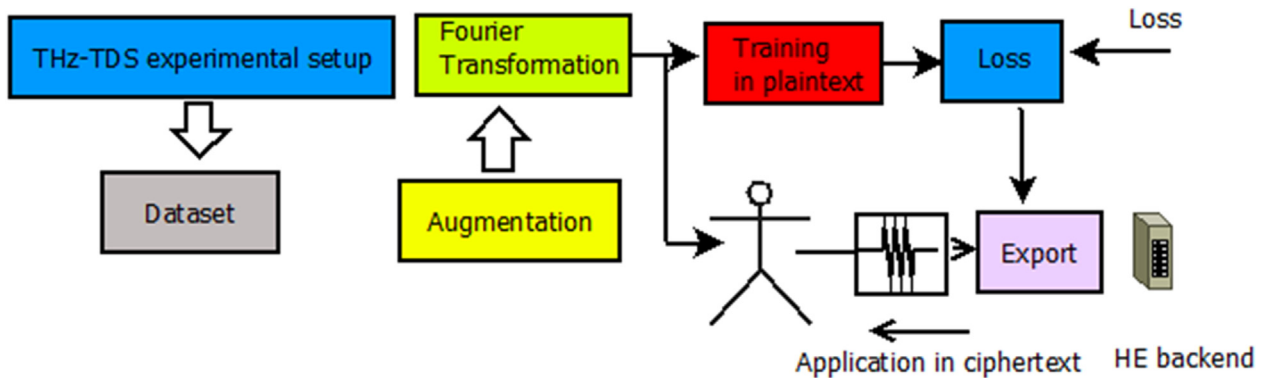 THz-TDS experimental setup
Dataset
Fourier
Transformation
Augmentation
Training
in plaintext
Loss
Loss
Export
Application in ciphertext
HE backend